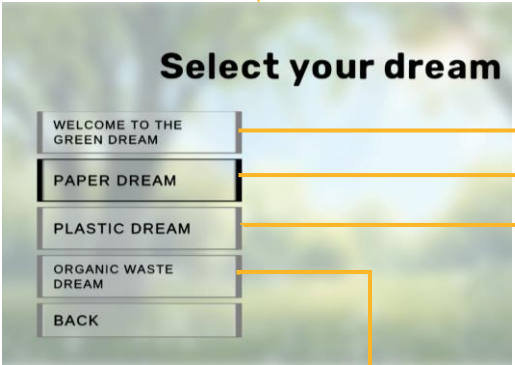 Select your dream
WELCOME TO THE
GREEN DREAM
PAPER DREAM
PLASTIC DREAM
ORGANIC WASTE
DREAM
BACK